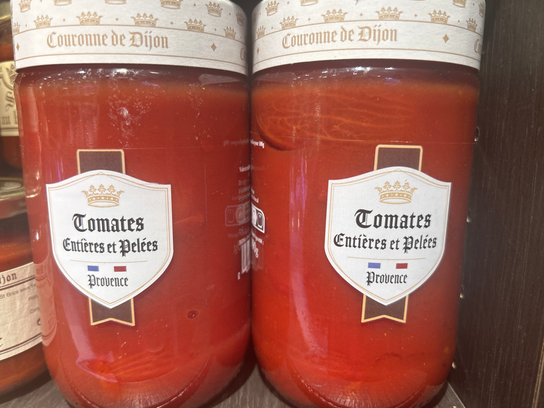 Couronne de Dijon
Couronne de Dijon
Tomates
Entières et Pelées
Provence
Tomates
Entières et Pelées
Provence